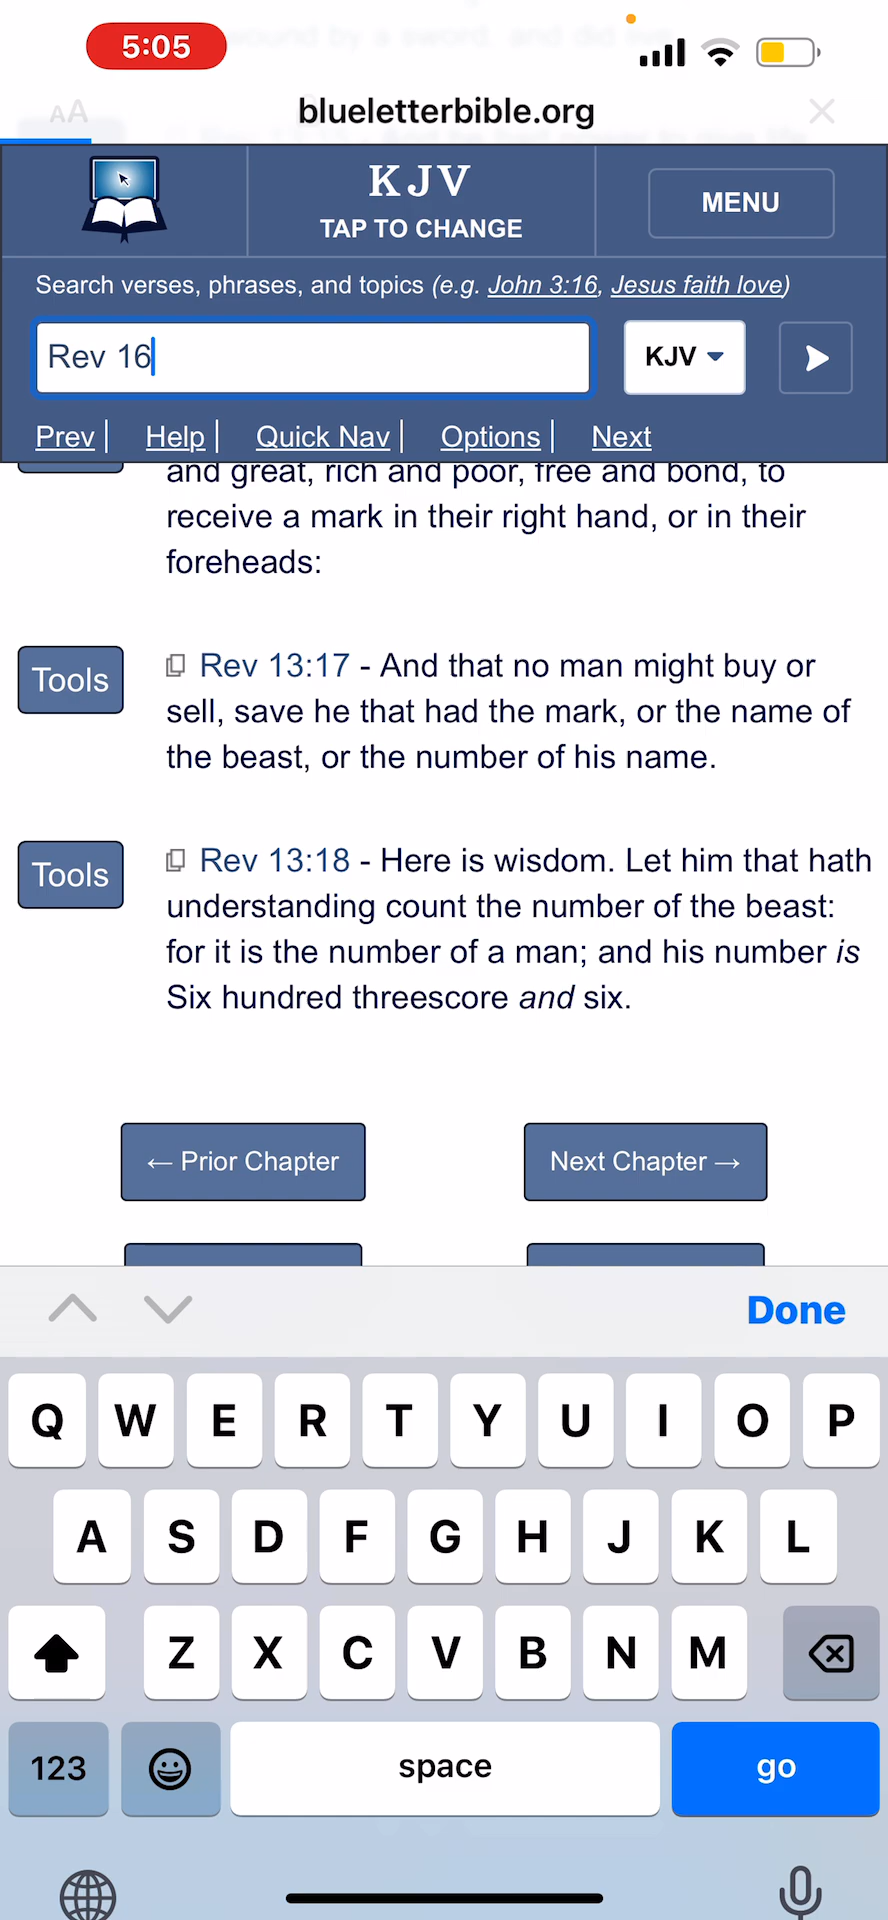 5:05
AA
blueletterbible.org
KJV
TAP TO CHANGE
MENU
Search verses, phrases, and topics (e.g. John 3:16, Jesus faith love)
Rev 16
KJV
Prev | Help | Quick Nav | Options | Next
and great, rich and poor, free and bond, to
receive a mark in their right hand, or in their
foreheads:
Tools
Rev 13:17 - And that no man might buy or
sell, save he that had the mark, or the name of
the beast, or the number of his name.
Tools
Rev 13:18 - Here is wisdom. Let him that hath
understanding count the number of the beast:
for it is the number of a man; and his number is
Six hundred threescore and six.
← Prior Chapter
Next Chapter →
Done
Q W E R T Y U I O P
A S D F G H J K L
Z X C V B N M
123
space
go